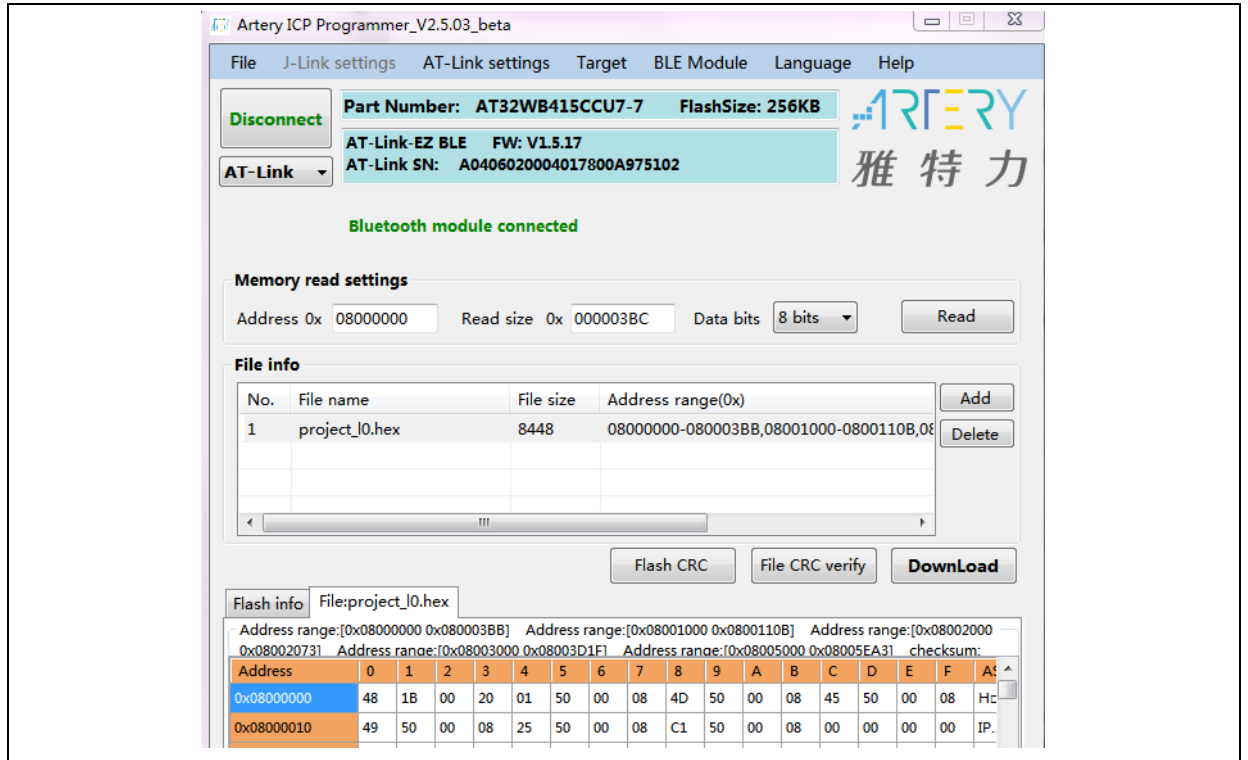 Artery ICP Programmer_V2.5.03_beta
File J-Link settings AT-Link settings Target BLE Module Language Help
Disconnect
Part Number: AT32WB415CCU7-7 FlashSize: 256KB
AT-Link-EZ BLE FW: V1.5.17
AT-Link SN: A0406020004017800A975102
AT-Link
ARTERY
雅特力
Bluetooth module connected
Memory read settings
Address 0x 08000000 Read size 0x 000003BC Data bits 8 bits Read
File info
No. File name File size Address range(0x)
Add
1 project_l0.hex 8448 08000000-080003BB,08001000-0800110B,08
Delete
Flash CRC File CRC verify DownLoad
Flash info File:project_l0.hex
Address range:[0x08000000 0x080003BB] Address range:[0x08001000 0x0800110B] Address range:[0x08002000
0x08002073] Address range:[0x08003000 0x08003D1F] Address range:[0x08005000 0x08005EA3] checksum:
Address 0 1 2 3 4 5 6 7 8 9 A B C D E F
0x08000000 48 1B 00 20 01 50 00 08 4D 50 00 08 45 50 00 08
0x08000010 49 50 00 08 25 50 00 08 C1 50 00 08 00 00 00 00 IP..